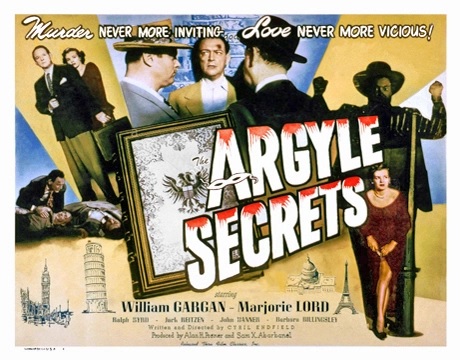 Murder NEVER MORE INVITING- Love NEVER MORE VICIOUS!
The ARGYLE
SECRETS
starring
William GARGAN - Marjorie LORD
Ralph BYRD · Jack REITZEN · John BANNER · Barbara BILLINGSLEY
Written and Directed by CYRIL ENDFIELD
Produced by Alan H. Posner and Sam X. Abarbanel